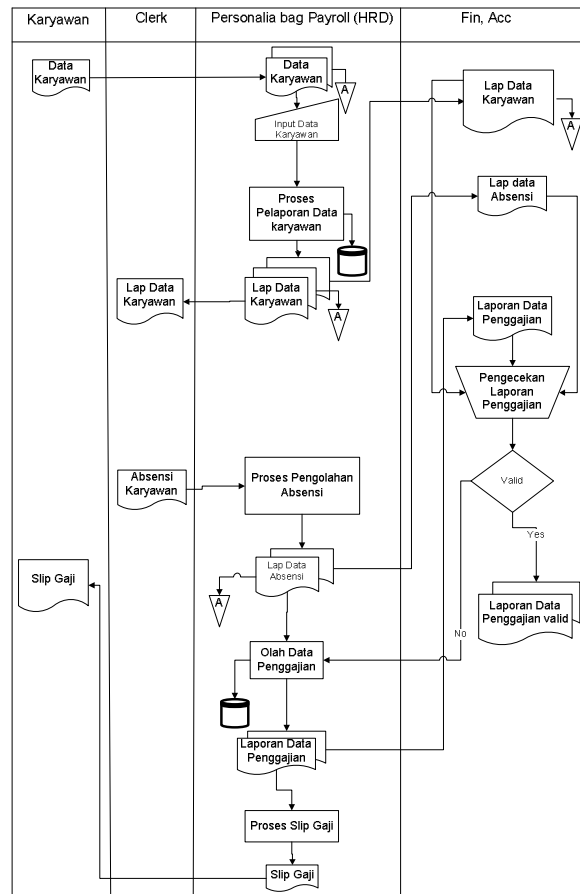 Karyawan
Clerk
Personalia bag Payroll (HRD)
Fin, Acc
Data
Karyawan
Data
Karyawan
A
Input Data
Karyawan
Lap Data
Karyawan
A
Proses
Pelaporan Data
karyawan
Lap data
Absensi
Lap Data
Karyawan
Lap Data
Karyawan
A
Laporan Data
Penggajian
Pengecekan
Laporan
Penggajian
Absensi
Karyawan
Proses Pengolahan
Absensi
Valid
Yes
Slip Gaji
Lap Data
Absensi
A
Laporan Data
Penggajian valid
No
Olah Data
Penggajian
Laporan Data
Penggajian
Proses Slip Gaji
Slip Gaji